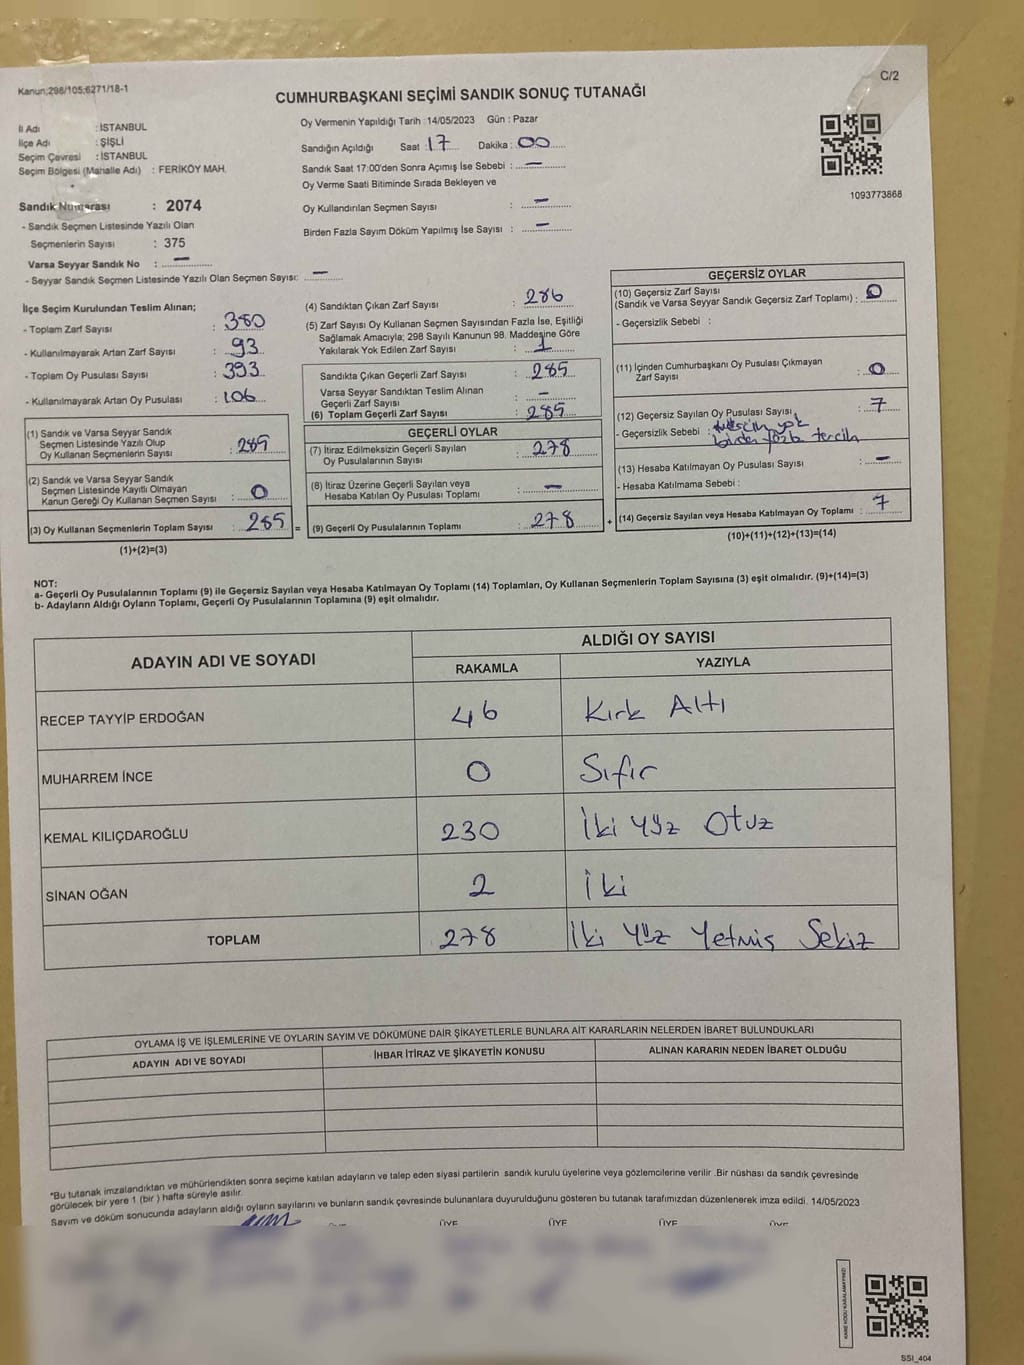 Kanun;298/105;6271/18-1
C/2
CUMHURBAŞKANI SEÇİMİ SANDIK SONUÇ TUTANAĞI
İl Adı : İSTANBUL
İlçe Adı : ŞİŞLİ
Seçim Çevresi : İSTANBUL
Seçim Bölgesi (Mahalle Adı) : FERİKÖY MAH.
Sandık Numarası : 2074
- Sandık Seçmen Listesinde Yazılı Olan
Seçmenlerin Sayısı : 375
Varsa Seyyar Sandık No : —
- Seyyar Sandık Seçmen Listesinde Yazılı Olan Seçmen Sayısı: —
Oy Vermenin Yapıldığı Tarih : 14/05/2023 Gün : Pazar
Sandığın Açıldığı Saat : 17 Dakika : 00
Sandık Saat 17:00'den Sonra Açımış İse Sebebi : —
Oy Verme Saati Bitiminde Sırada Bekleyen ve
Oy Kullandırılan Seçmen Sayısı : —
Birden Fazla Sayım Döküm Yapılmış İse Sayısı : —
1093773868
İlçe Seçim Kurulundan Teslim Alınan;
- Toplam Zarf Sayısı : 380
- Kullanılmayarak Artan Zarf Sayısı : 93
- Toplam Oy Pusulası Sayısı : 393
- Kullanılmayarak Artan Oy Pusulası : 106
(1) Sandık ve Varsa Seyyar Sandık
Seçmen Listesinde Yazılı Olup
Oy Kullanan Seçmenlerin Sayısı : 285
(2) Sandık ve Varsa Seyyar Sandık
Seçmen Listesinde Kayıtlı Olmayan
Kanun Gereği Oy Kullanan Seçmen Sayısı : 0
(3) Oy Kullanan Seçmenlerin Toplam Sayısı : 285 =
(1)+(2)=(3)
(4) Sandıktan Çıkan Zarf Sayısı : 286
(5) Zarf Sayısı Oy Kullanan Seçmen Sayısından Fazla İse, Eşitliği
Sağlamak Amacıyla; 298 Sayılı Kanunun 98. Maddesine Göre
Yakılarak Yok Edilen Zarf Sayısı : 1
Sandıkta Çıkan Geçerli Zarf Sayısı : 285
Varsa Seyyar Sandıktan Teslim Alınan
Geçerli Zarf Sayısı : —
(6) Toplam Geçerli Zarf Sayısı : 285
GEÇERLİ OYLAR
(7) İtiraz Edilmeksizin Geçerli Sayılan
Oy Pusulalarının Sayısı : 278
(8) İtiraz Üzerine Geçerli Sayılan veya
Hesaba Katılan Oy Pusulası Toplamı : —
(9) Geçerli Oy Pusulalarının Toplamı : 278 +
GEÇERSİZ OYLAR
(10) Geçersiz Zarf Sayısı
(Sandık ve Varsa Seyyar Sandık Geçersiz Zarf Toplamı) : 0
- Geçersizlik Sebebi :
(11) İçinden Cumhurbaşkanı Oy Pusulası Çıkmayan
Zarf Sayısı : 0
(12) Geçersiz Sayılan Oy Pusulası Sayısı : 7
- Geçersizlik Sebebi : yok
birden fazla tercih
(13) Hesaba Katılmayan Oy Pusulası Sayısı : —
- Hesaba Katılmama Sebebi :
(14) Geçersiz Sayılan veya Hesaba Katılmayan Oy Toplamı : 7
(10)+(11)+(12)+(13)=(14)
NOT:
a- Geçerli Oy Pusulalarının Toplamı (9) ile Geçersiz Sayılan veya Hesaba Katılmayan Oy Toplamı (14) Toplamları, Oy Kullanan Seçmenlerin Toplam Sayısına (3) eşit olmalıdır. (9)+(14)=(3)
b- Adayların Aldığı Oyların Toplamı, Geçerli Oy Pusulalarının Toplamına (9) eşit olmalıdır.
ADAYIN ADI VE SOYADI
ALDIĞI OY SAYISI
RAKAMLA YAZIYLA
RECEP TAYYİP ERDOĞAN 46 Kırk Altı
MUHARREM İNCE 0 Sıfır
KEMAL KILIÇDAROĞLU 230 İki Yüz Otuz
SİNAN OĞAN 2 İki
TOPLAM 278 İki Yüz Yetmiş Sekiz
OYLAMA İŞ VE İŞLEMLERİNE VE OYLARIN SAYIM VE DÖKÜMÜNE DAİR ŞİKAYETLERLE BUNLARA AİT KARARLARIN NELERDEN İBARET BULUNDUKLARI
ADAYIN ADI VE SOYADI İHBAR İTİRAZ VE ŞİKAYETİN KONUSU ALINAN KARARIN NEDEN İBARET OLDUĞU
*Bu tutanak imzalandıktan ve mühürlendikten sonra seçime katılan adayların ve talep eden siyasi partilerin sandık kurulu üyelerine veya gözlemcilerine verilir .Bir nüshası da sandık çevresinde
görülecek bir yere 1 (bir ) hafta süreyle asılır.
Sayım ve döküm sonucunda adayların aldığı oyların sayılarını ve bunların sandık çevresinde bulunanlara duyurulduğunu gösteren bu tutanak tarafımızdan düzenlenerek imza edildi. 14/05/2023
ÜYE ÜYE ÜYE ÜYE
KARE KODU KARALAMAYINIZ!
SSI_404